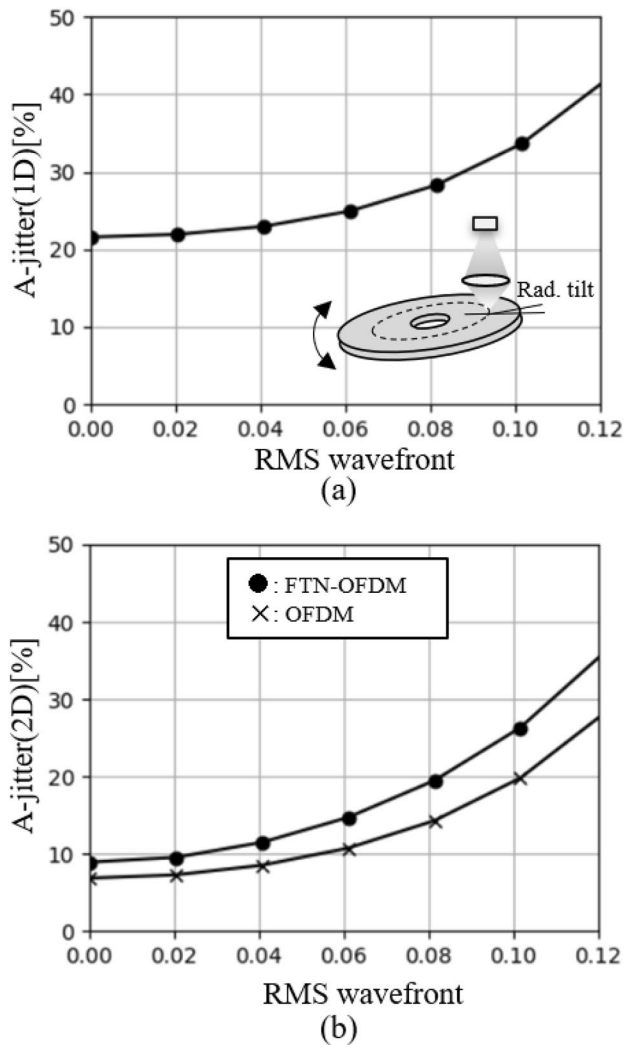 50
40
30
20
10
0
A-jitter(1D)[%]
Rad. tilt
0.00 0.02 0.04 0.06 0.08 0.10 0.12
RMS wavefront
(a)
50
40
30
20
10
0
A-jitter(2D)[%]
: FTN-OFDM
: OFDM
0.00 0.02 0.04 0.06 0.08 0.10 0.12
RMS wavefront
(b)